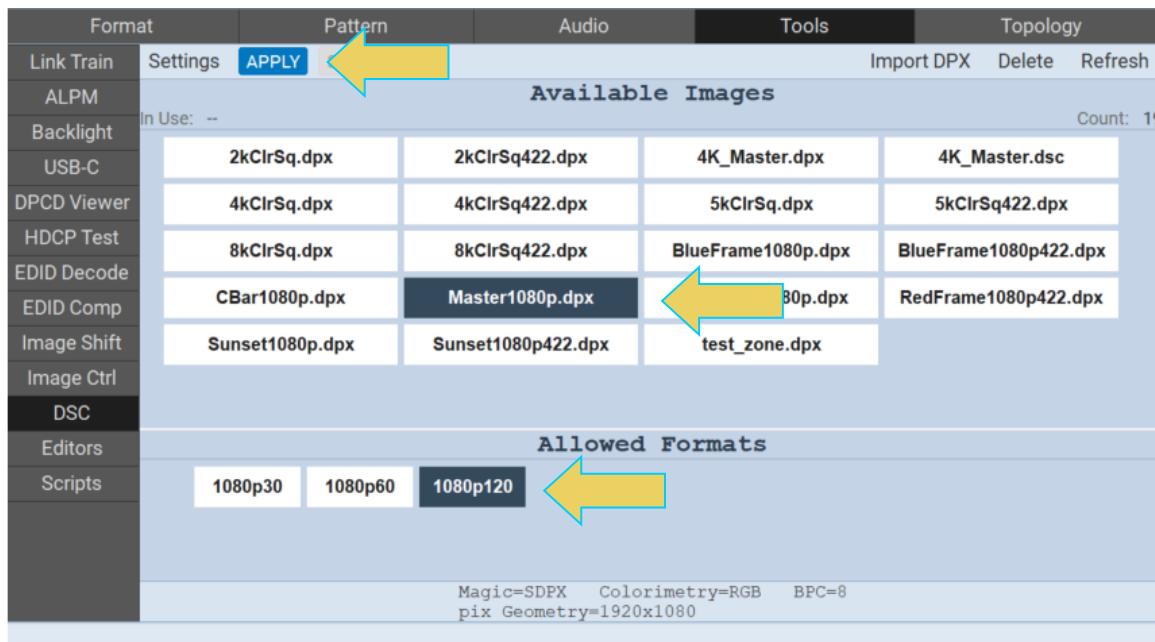 Format Pattern Audio Tools Topology
Link Train
ALPM
Backlight
USB-C
DPCD Viewer
HDCP Test
EDID Decode
EDID Comp
Image Shift
Image Ctrl
DSC
Editors
Scripts
Settings APPLY Import DPX Delete Refresh
Available Images
In Use: -- Count: 19
2kClrSq.dpx 2kClrSq422.dpx 4K_Master.dpx 4K_Master.dsc
4kClrSq.dpx 4kClrSq422.dpx 5kClrSq.dpx 5kClrSq422.dpx
8kClrSq.dpx 8kClrSq422.dpx BlueFrame1080p.dpx BlueFrame1080p422.dpx
CBar1080p.dpx Master1080p.dpx 80p.dpx RedFrame1080p422.dpx
Sunset1080p.dpx Sunset1080p422.dpx test_zone.dpx
Allowed Formats
1080p30 1080p60 1080p120
Magic=SDPX Colorimetry=RGB BPC=8
pix Geometry=1920x1080